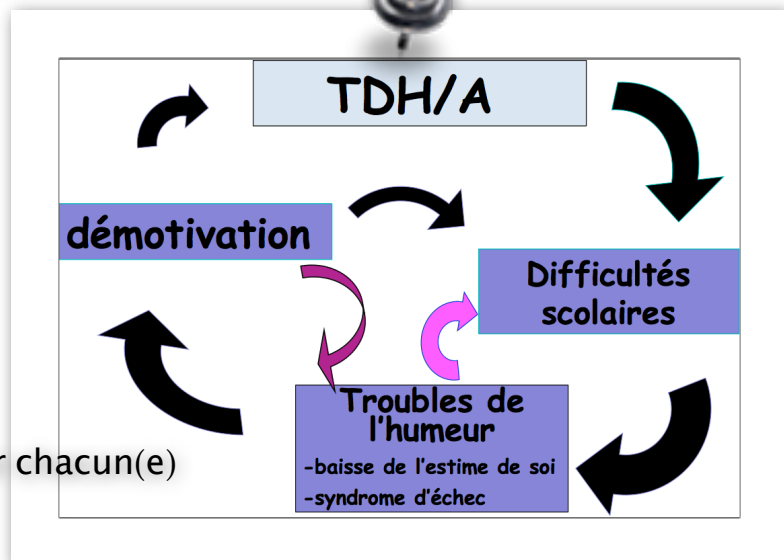 TDH/A
démotivation
Difficultés
scolaires
Troubles de
l'humeur
-baisse de l'estime de soi
-syndrome d'échec
chacun(e)